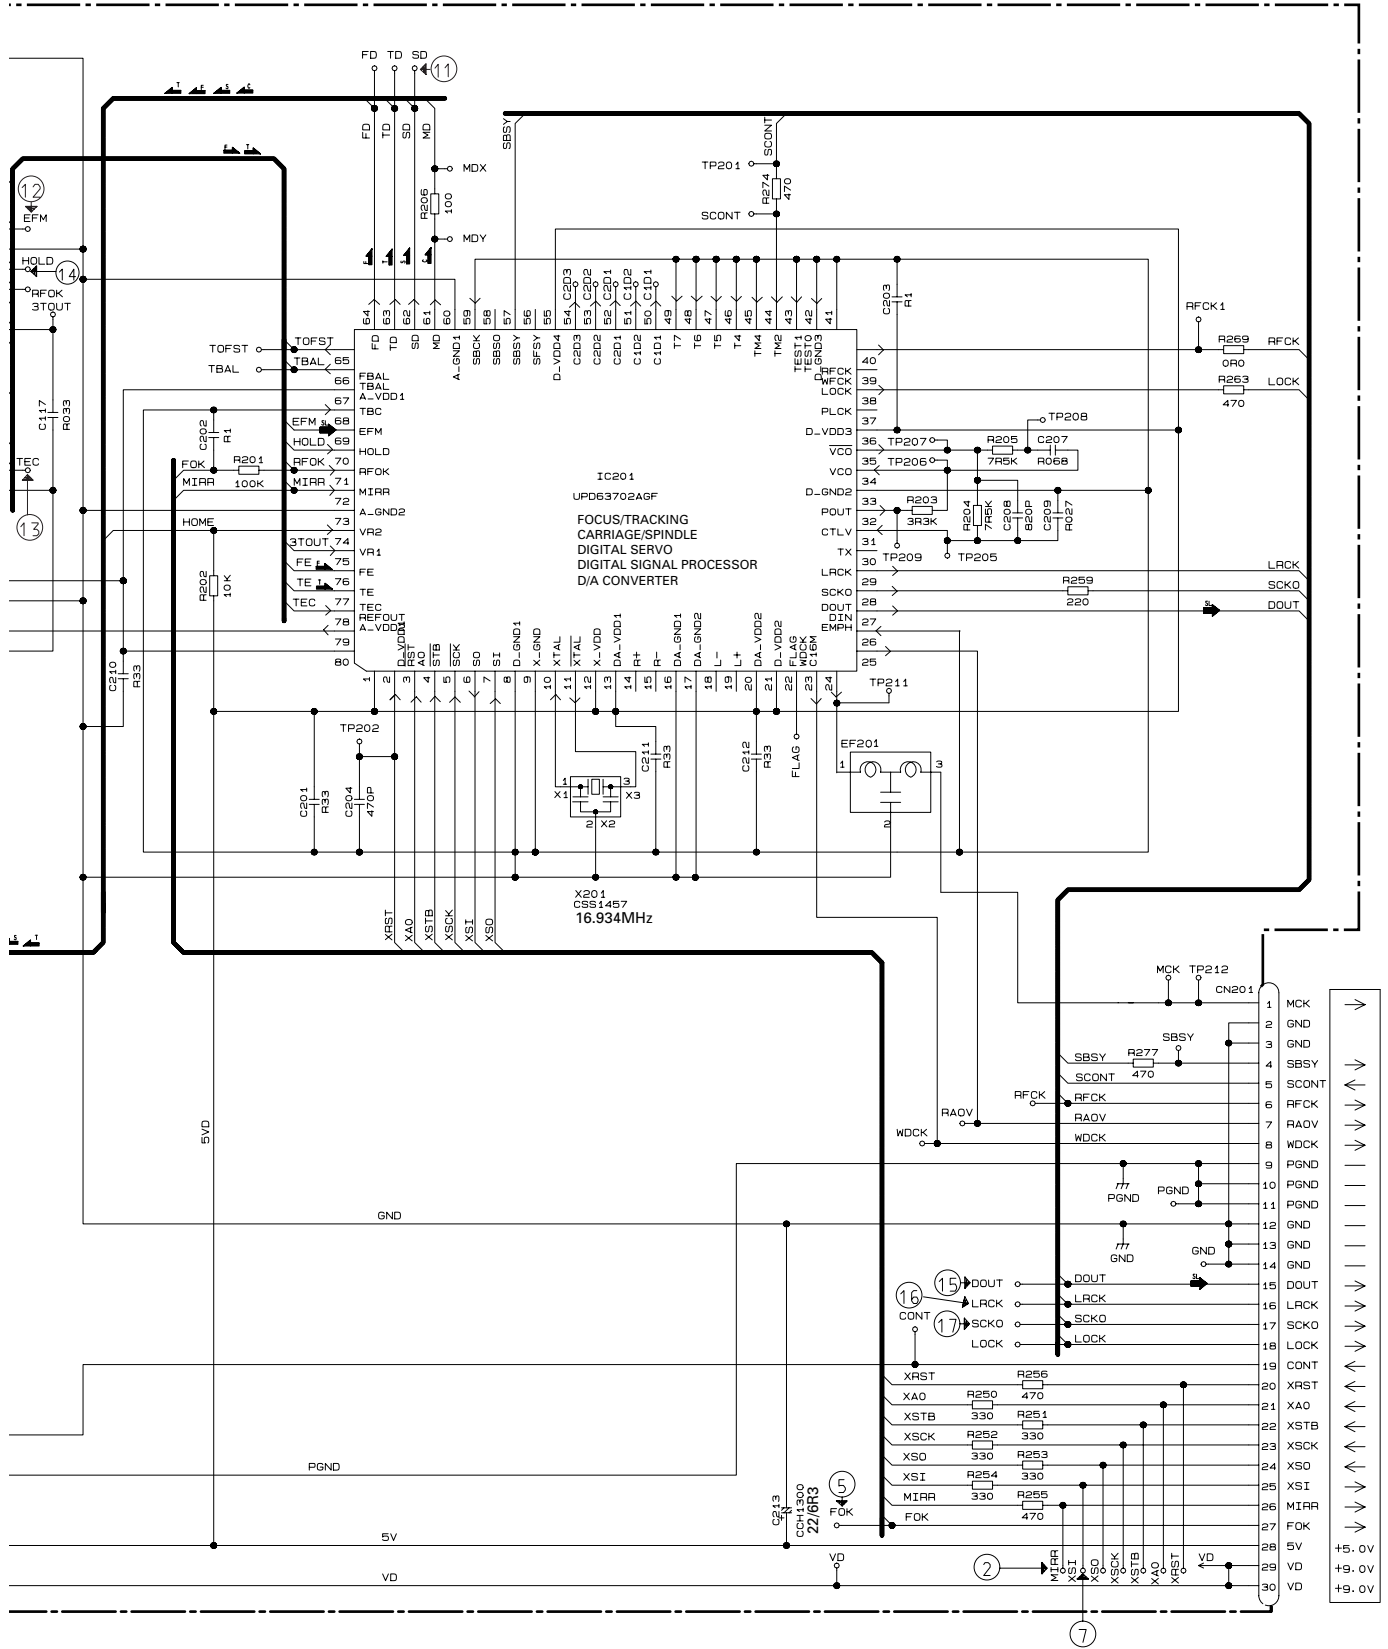 FD TD SD
11
T F S C
FD
TD
SD
MD
SBSY
SCONT
F T
TP201
R274
470
SCONT
MDX
R206
100
MDY
12
EFM
HOLD
14
RFOK
3TOUT
F
T
S
C
C2D3
C2D2
C2D1
C1D2
C1D1
C203
R1
RFCK1
64 63 62 61 60 59 58 57 56 55 54 53 52 51 50 49 48 47 46 45 44 43 42 41
FD
TD
SD
MD
A_GND1
SBCK
SBSO
SBSY
SFSY
D_VDD4
C2D3
C2D2
C2D1
C1D2
C1D1
T7
T6
T5
T4
TM4
TM2
TEST1
TEST0
D_GND3
TOFST
TOFST
TBAL
TBAL
65
FBAL
66
TBAL
A_VDD1
67
TBC
EFM
SL
68
EFM
HOLD
69
HOLD
RFOK
70
RFOK
MIRR
71
MIRR
72
A_GND2
73
VR2
3TOUT
74
VR1
FE
F
75
FE
TE
T
76
TE
TEC
77
TEC
REFOUT
78
A_VDD1
79
80
C117
R033
C202
R1
FOK
R201
100K
MIRR
HOME
TEC
13
R202
10K
C210
R33
IC201
UPD63702AGF
FOCUS/TRACKING
CARRIAGE/SPINDLE
DIGITAL SERVO
DIGITAL SIGNAL PROCESSOR
D/A CONVERTER
40
RFCK
WFCK
39
LOCK
38
PLCK
37
D_VDD3
36
VCO
35
VCO
34
D_GND2
33
POUT
32
CTLV
31
TX
30
LRCK
29
SCKO
28
DOUT
DIN
27
EMPH
26
25
R269
0R0
RFCK
R263
470
LOCK
TP208
TP207
R205
7R5K
C207
R068
TP206
R203
3R3K
R204
7R5K
C208
820P
C209
R027
TP209
TP205
LRCK
R259
220
SCKO
SL
DOUT
D_VDD1
RST
A0
STB
SCK
SO
SI
D_GND1
X_GND
XTAL
XTAL
X_VDD
DA_VDD1
R+
R-
DA_GND1
DA_GND2
L-
L+
DA_VDD2
D_VDD2
FLAG
WDCK
C16M
1 2 3 4 5 6 7 8 9 10 11 12 13 14 15 16 17 18 19 20 21 22 23 24
TP211
TP202
C201
R33
C204
470P
C211
R33
C212
R33
FLAG
EF201
1
3
2
1
3
X1
X3
2 X2
X201
CSS1457
16.934MHz
XRST
XAO
XSTB
XSCK
XSI
XSO
S T
MCK TP212
CN201
1 MCK
2 GND
3 GND
SBSY R277 470 SBSY
4 SBSY
SCONT
5 SCONT
RFCK RFCK
6 RFCK
RAOV RAOV
7 RAOV
WDCK WDCK
8 WDCK
9 PGND
PGND PGND
10 PGND
11 PGND
GND
12 GND
GND GND
13 GND
14 GND
15 DOUT DOUT SL
15 DOUT
16 LRCK LRCK
16 LRCK
17 SCKO SCKO
17 SCKO
LOCK LOCK
18 LOCK
CONT
19 CONT
XRST R256 470
20 XRST
XAO R250 330
21 XAO
XSTB R251 330
22 XSTB
XSCK R252 330
23 XSCK
XSO R253 330
24 XSO
XSI R254 330
25 XSI
MIRR R255 470
26 MIRR
5 FOK FOK
27 FOK
5V
28 5V +5.0V
VD VD VD
29 VD +9.0V
30 VD +9.0V
5VD
PGND
C213
CCH1300
22/6R3
2
MIRR
XSI
XSO
XSCK
XSTB
XAO
XRST
7